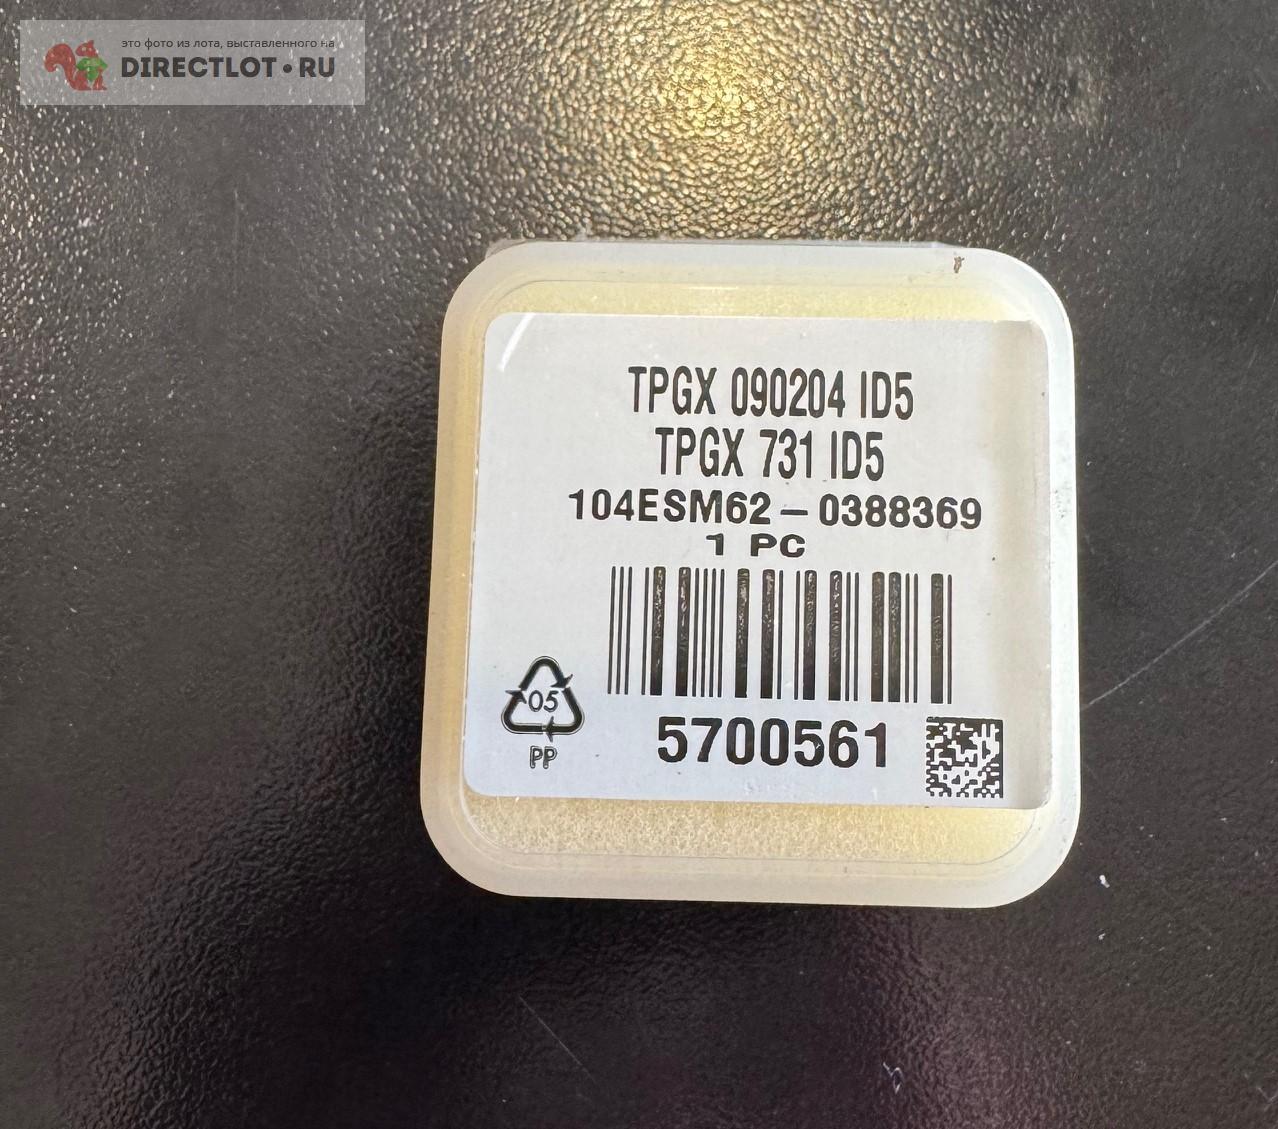 это фото из лота, выставленного на
DIRECTLOT•RU
TPGX 090204 ID5
TPGX 731 ID5
104ESM62-0388369
1 PC
05
PP
5700561